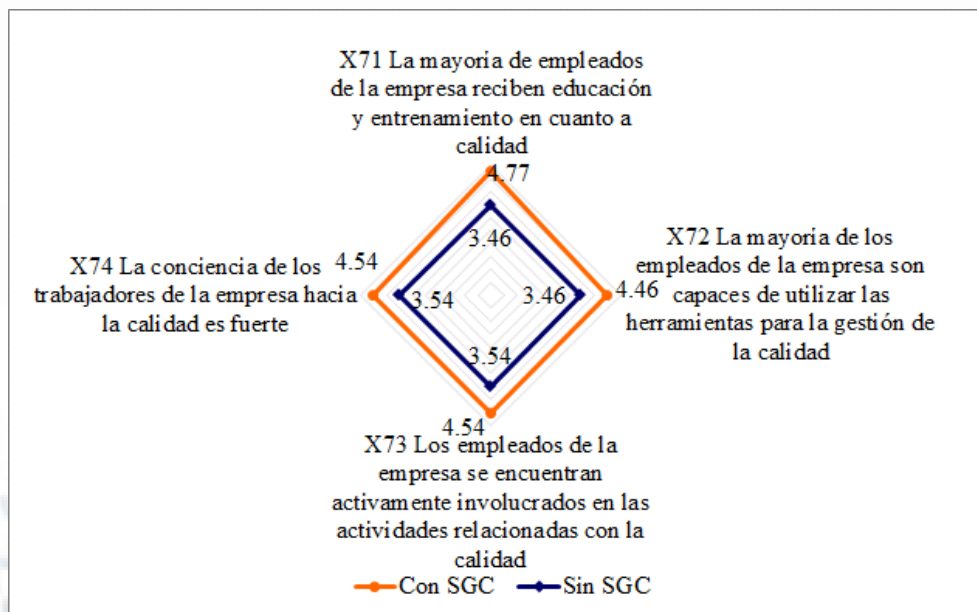 X71 La mayoría de empleados
de la empresa reciben educación
y entrenamiento en cuanto a
calidad
4.77
3.46
X72 La mayoría de los
empleados de la empresa son
capaces de utilizar las
herramientas para la gestión de
la calidad
4.46
3.46
X74 La conciencia de los
trabajadores de la empresa hacia
la calidad es fuerte
4.54
3.54
3.54
4.54
X73 Los empleados de la
empresa se encuentran
activamente involucrados en las
actividades relacionadas con la
calidad
Con SGC
Sin SGC